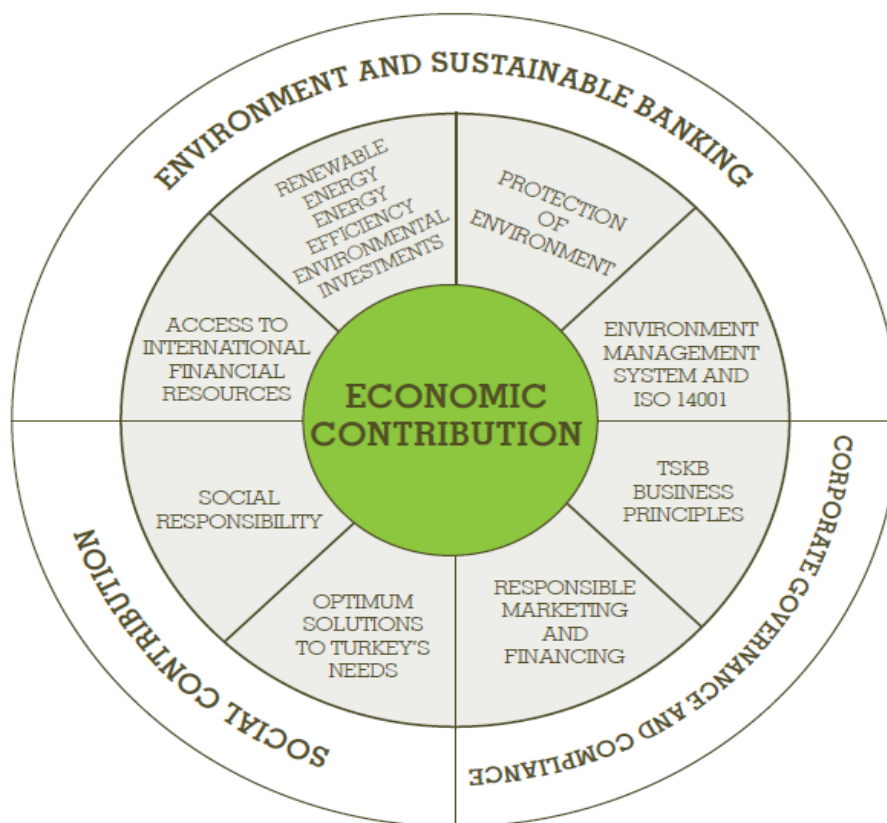 ENVIRONMENT AND SUSTAINABLE BANKING
RENEWABLE
ENERGY
ENERGY
EFFICIENCY
ENVIRONMENTAL
INVESTMENTS
PROTECTION
OF
ENVIRONMENT
ACCESS TO
INTERNATIONAL
FINANCIAL
RESOURCES
ENVIRONMENT
MANAGEMENT
SYSTEM AND
ISO 14001
ECONOMIC
CONTRIBUTION
SOCIAL
RESPONSIBILITY
TSKB
BUSINESS
PRINCIPLES
OPTIMUM
SOLUTIONS
TO TURKEY'S
NEEDS
RESPONSIBLE
MARKETING
AND
FINANCING
SOCIAL CONTRIBUTION
CORPORATE GOVERNANCE AND COMPLIANCE